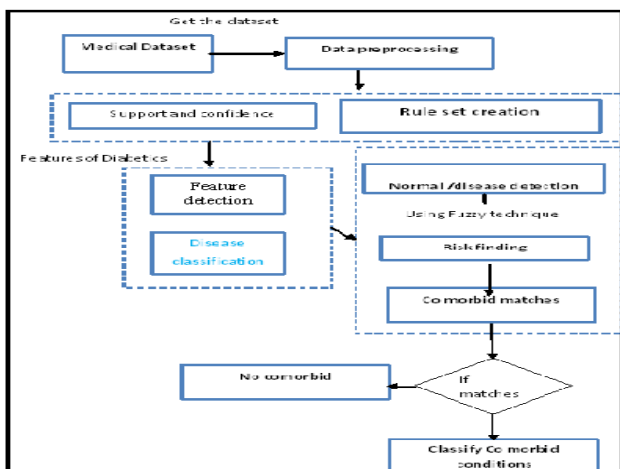 Get the dataset
Medical Dataset
Data preprocessing
Support and confidence
Rule set creation
Features of Diabetics
Feature
detection
Disease
classification
Normal /disease detection
Using Fuzzy technique
Risk finding
Co morbid matches
If
matches
No comorbid
Classify Co morbid
conditions